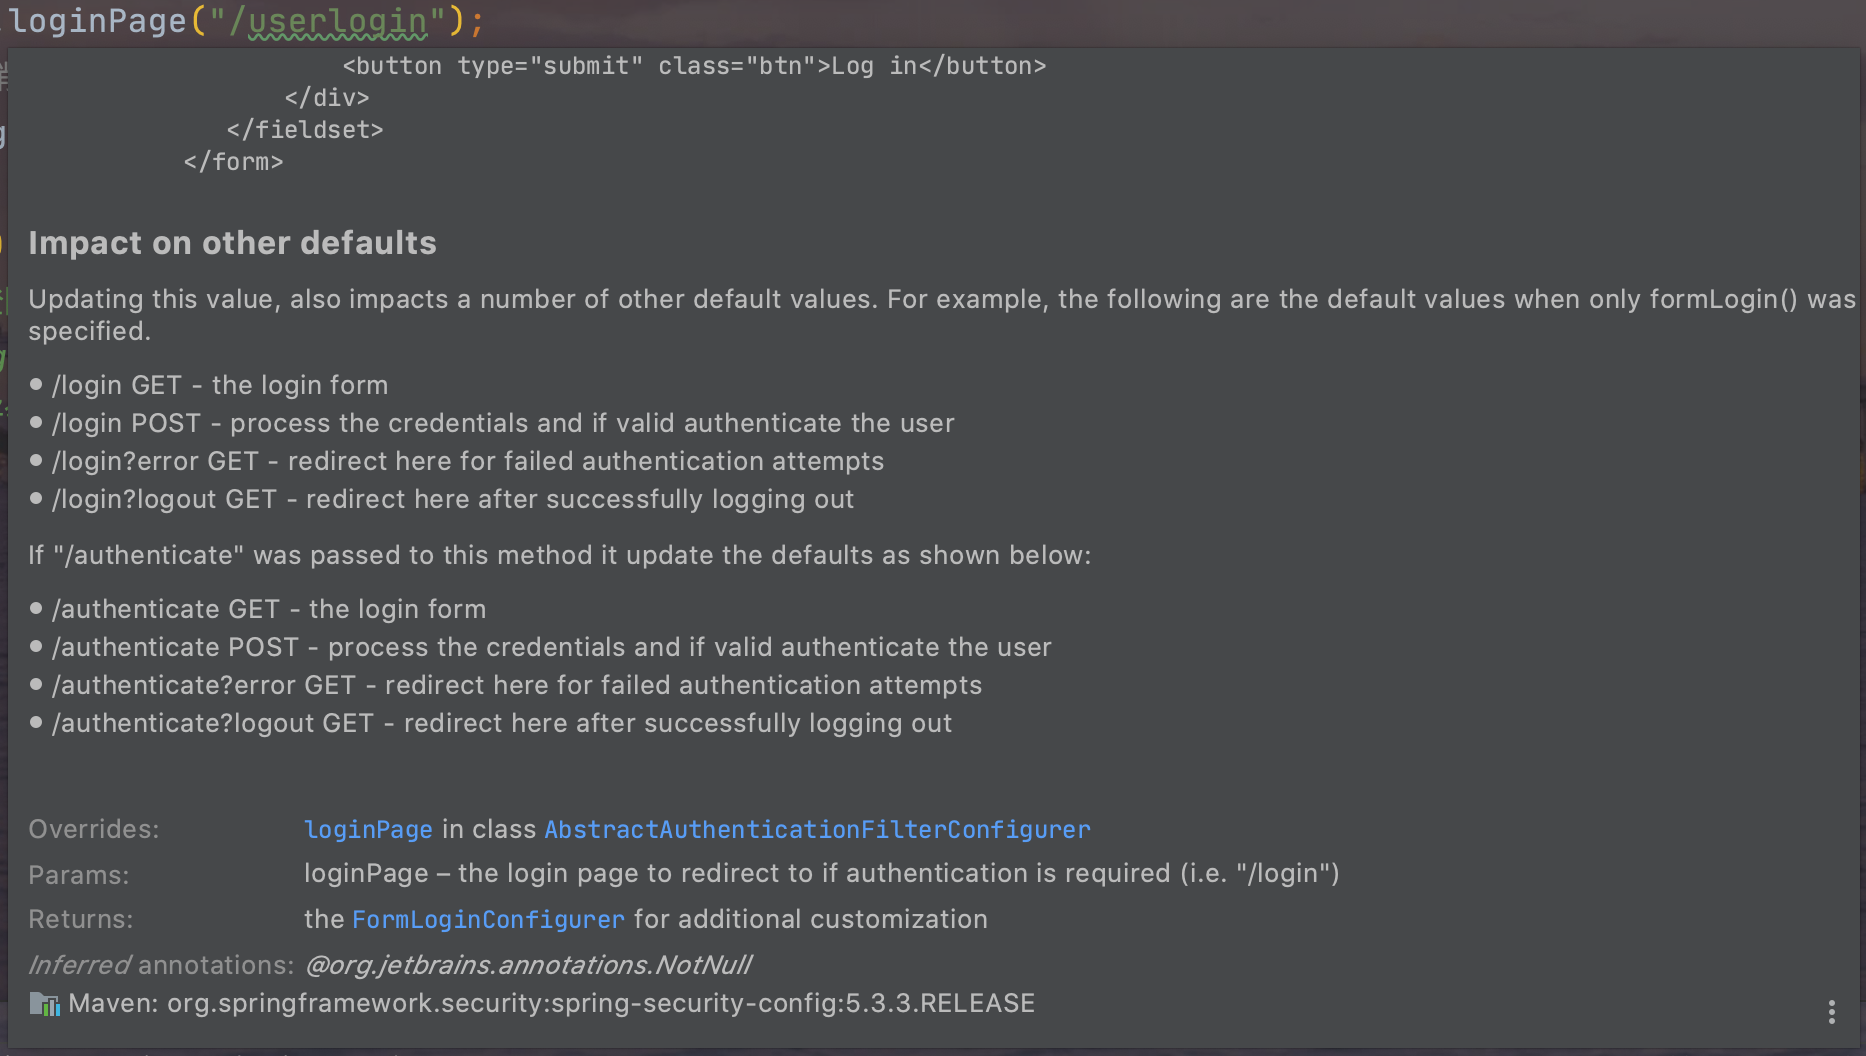 .loginPage("/userlogin");
<button type="submit" class="btn">Log in</button>
</div>
</fieldset>
</form>
Impact on other defaults
Updating this value, also impacts a number of other default values. For example, the following are the default values when only formLogin() was
specified.
• /login GET - the login form
• /login POST - process the credentials and if valid authenticate the user
• /login?error GET - redirect here for failed authentication attempts
• /login?logout GET - redirect here after successfully logging out
If "/authenticate" was passed to this method it update the defaults as shown below:
• /authenticate GET - the login form
• /authenticate POST - process the credentials and if valid authenticate the user
• /authenticate?error GET - redirect here for failed authentication attempts
• /authenticate?logout GET - redirect here after successfully logging out
Overrides: loginPage in class AbstractAuthenticationFilterConfigurer
Params: loginPage – the login page to redirect to if authentication is required (i.e. "/login")
Returns: the FormLoginConfigurer for additional customization
Inferred annotations: @org.jetbrains.annotations.NotNull
Maven: org.springframework.security:spring-security-config:5.3.3.RELEASE